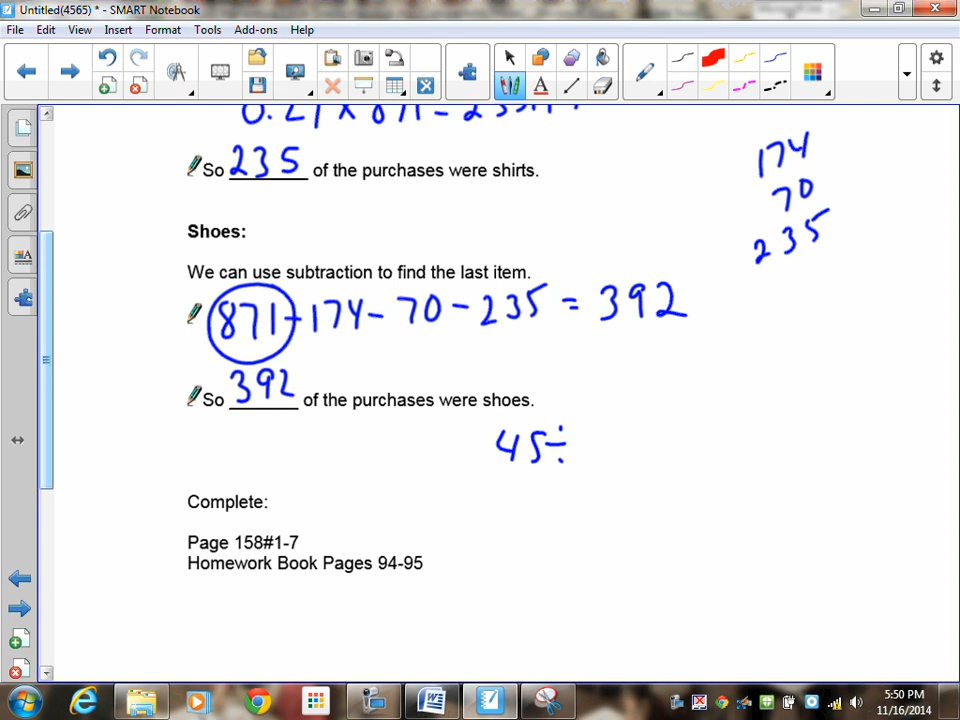 Untitled(4565) * - SMART Notebook
File Edit View Insert Format Tools Add-ons Help
174
So 235 of the purchases were shirts.
70
235
Shoes:
We can use subtraction to find the last item.
871 - 174 - 70 - 235 = 392
So 392 of the purchases were shoes.
45÷
Complete:
Page 158#1-7
Homework Book Pages 94-95
5:50 PM
11/16/2014